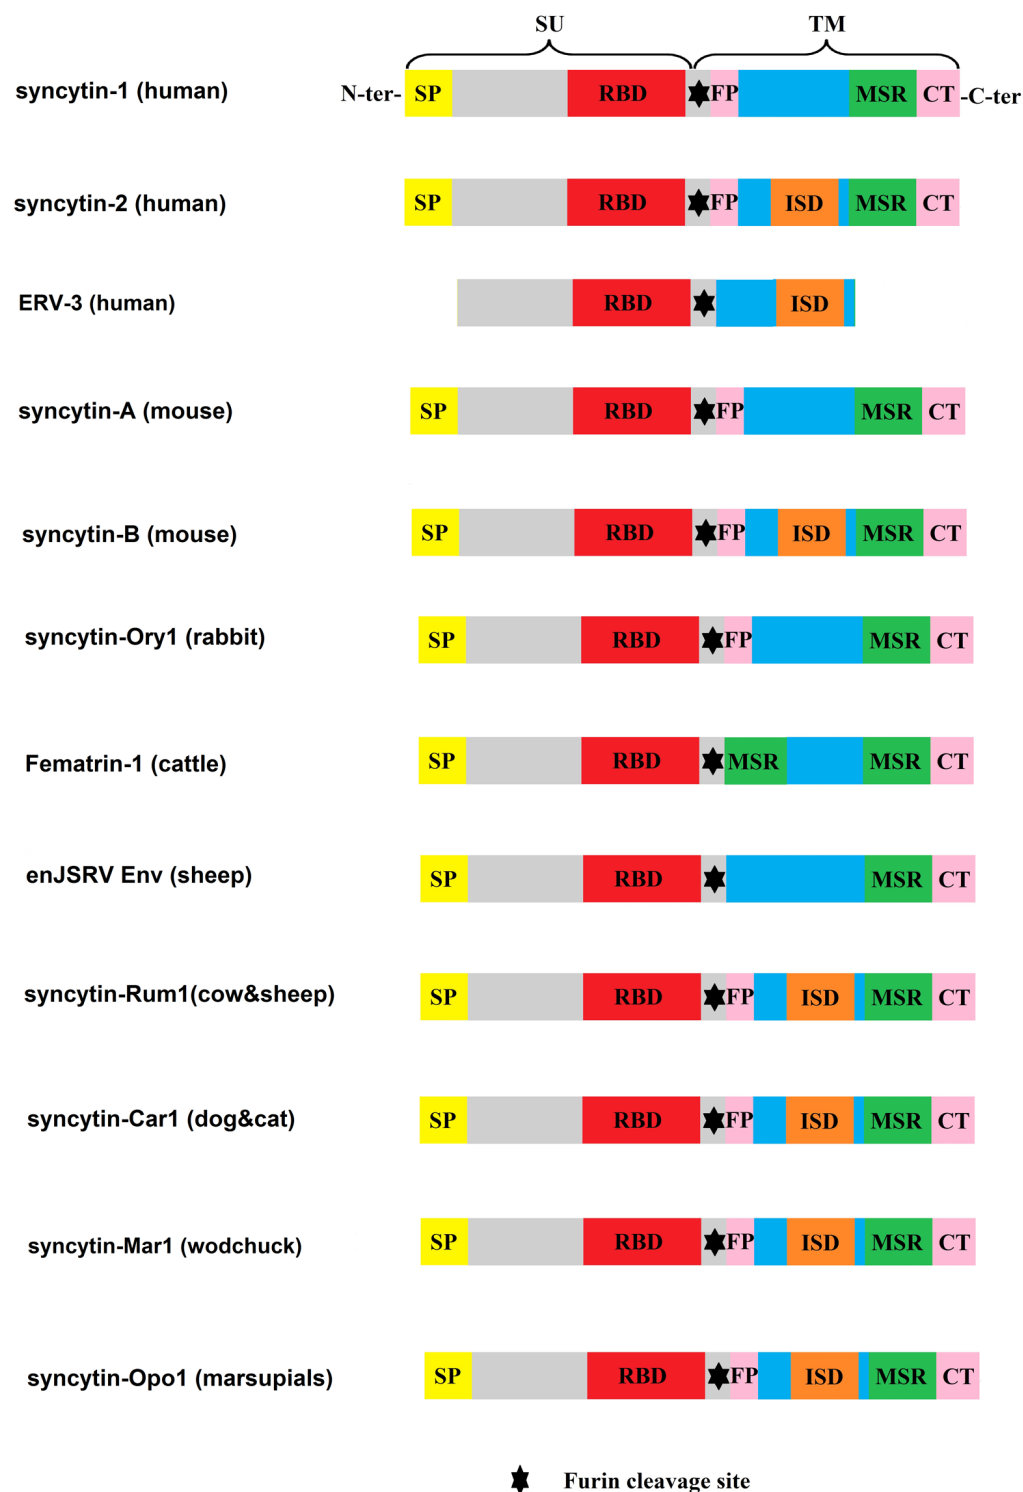 SU TM
syncytin-1 (human) N-ter- SP RBD FP MSR CT -C-ter
syncytin-2 (human) SP RBD FP ISD MSR CT
ERV-3 (human) RBD ISD
syncytin-A (mouse) SP RBD FP MSR CT
syncytin-B (mouse) SP RBD FP ISD MSR CT
syncytin-Ory1 (rabbit) SP RBD FP MSR CT
Fematrin-1 (cattle) SP RBD MSR MSR CT
enJSRV Env (sheep) SP RBD MSR CT
syncytin-Rum1(cow&sheep) SP RBD FP ISD MSR CT
syncytin-Car1 (dog&cat) SP RBD FP ISD MSR CT
syncytin-Mar1 (wodchuck) SP RBD FP ISD MSR CT
syncytin-Opo1 (marsupials) SP RBD FP ISD MSR CT
Furin cleavage site